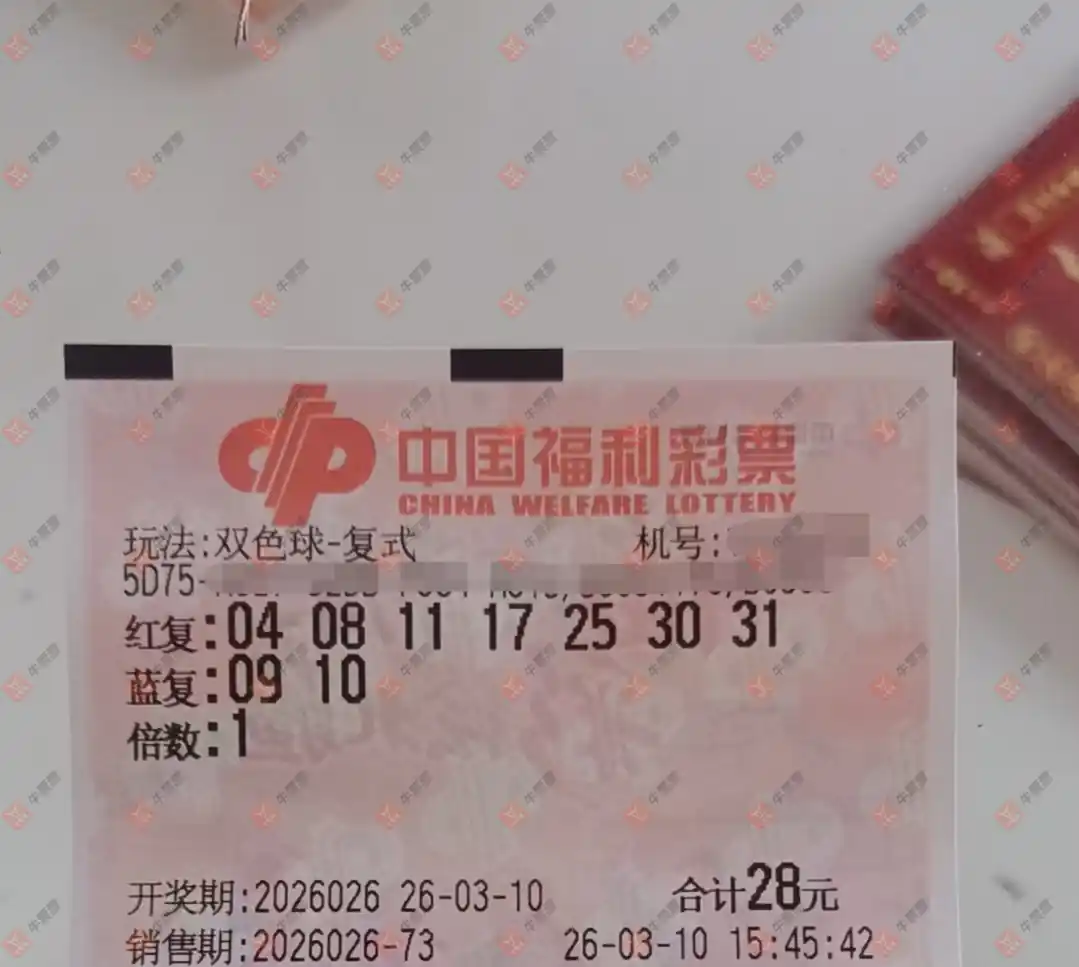 中国福利彩票
CHINA WELFARE LOTTERY
玩法:双色球-复式 机号:
5D75-
红复:04 08 11 17 25 30 31
蓝复:09 10
倍数:1
开奖期:2026026 26-03-10 合计28元
销售期:2026026-73 26-03-10 15:45:42